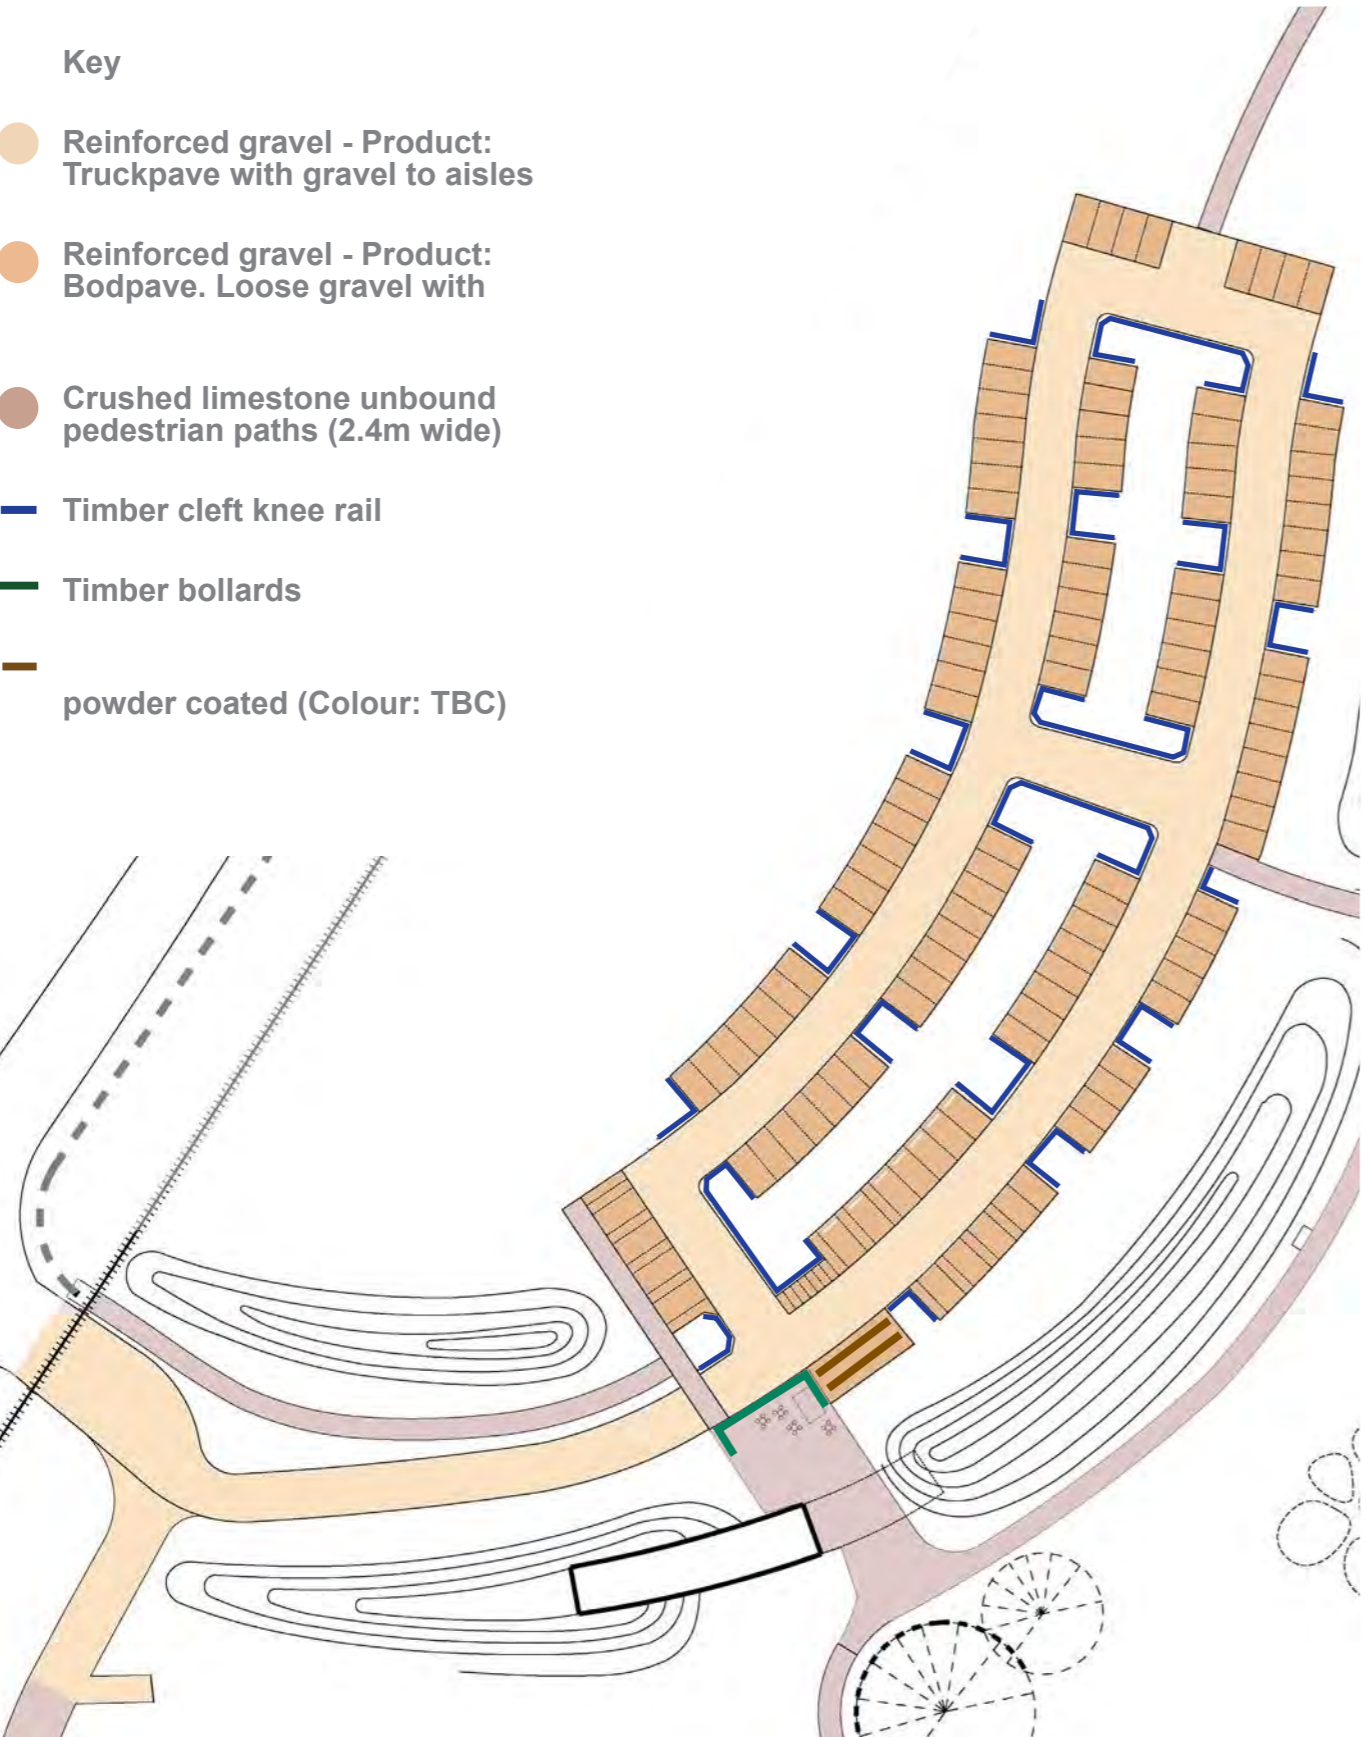 Key
Reinforced gravel - Product:
Truckpave with gravel to aisles
Reinforced gravel - Product:
Bodpave. Loose gravel with
Crushed limestone unbound
pedestrian paths (2.4m wide)
Timber cleft knee rail
Timber bollards
powder coated (Colour: TBC)